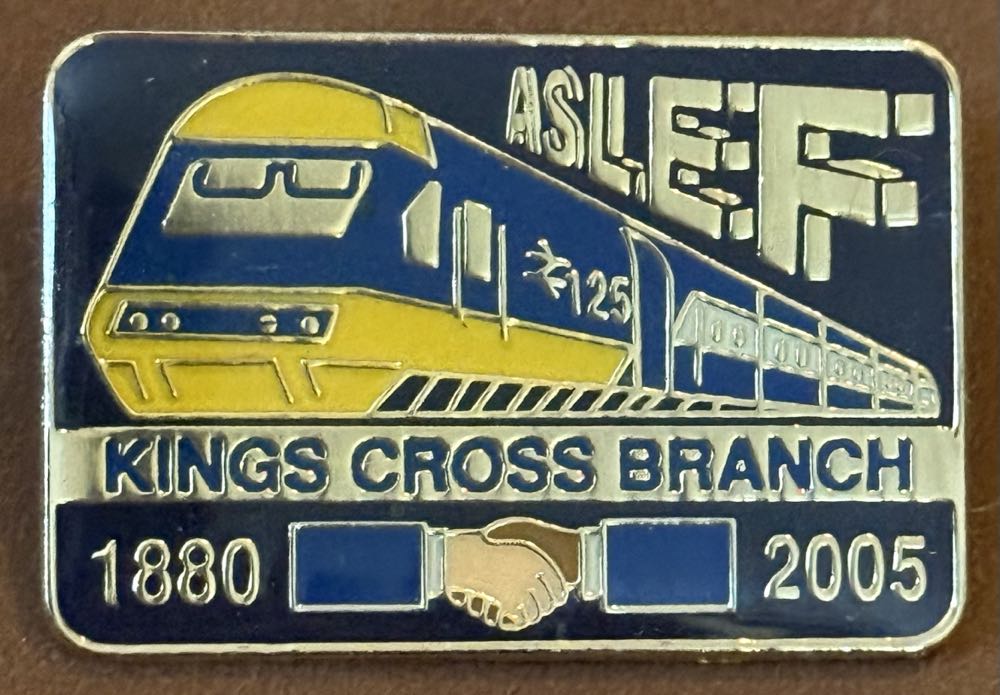 ASLEF
125
KINGS CROSS BRANCH
1880 2005